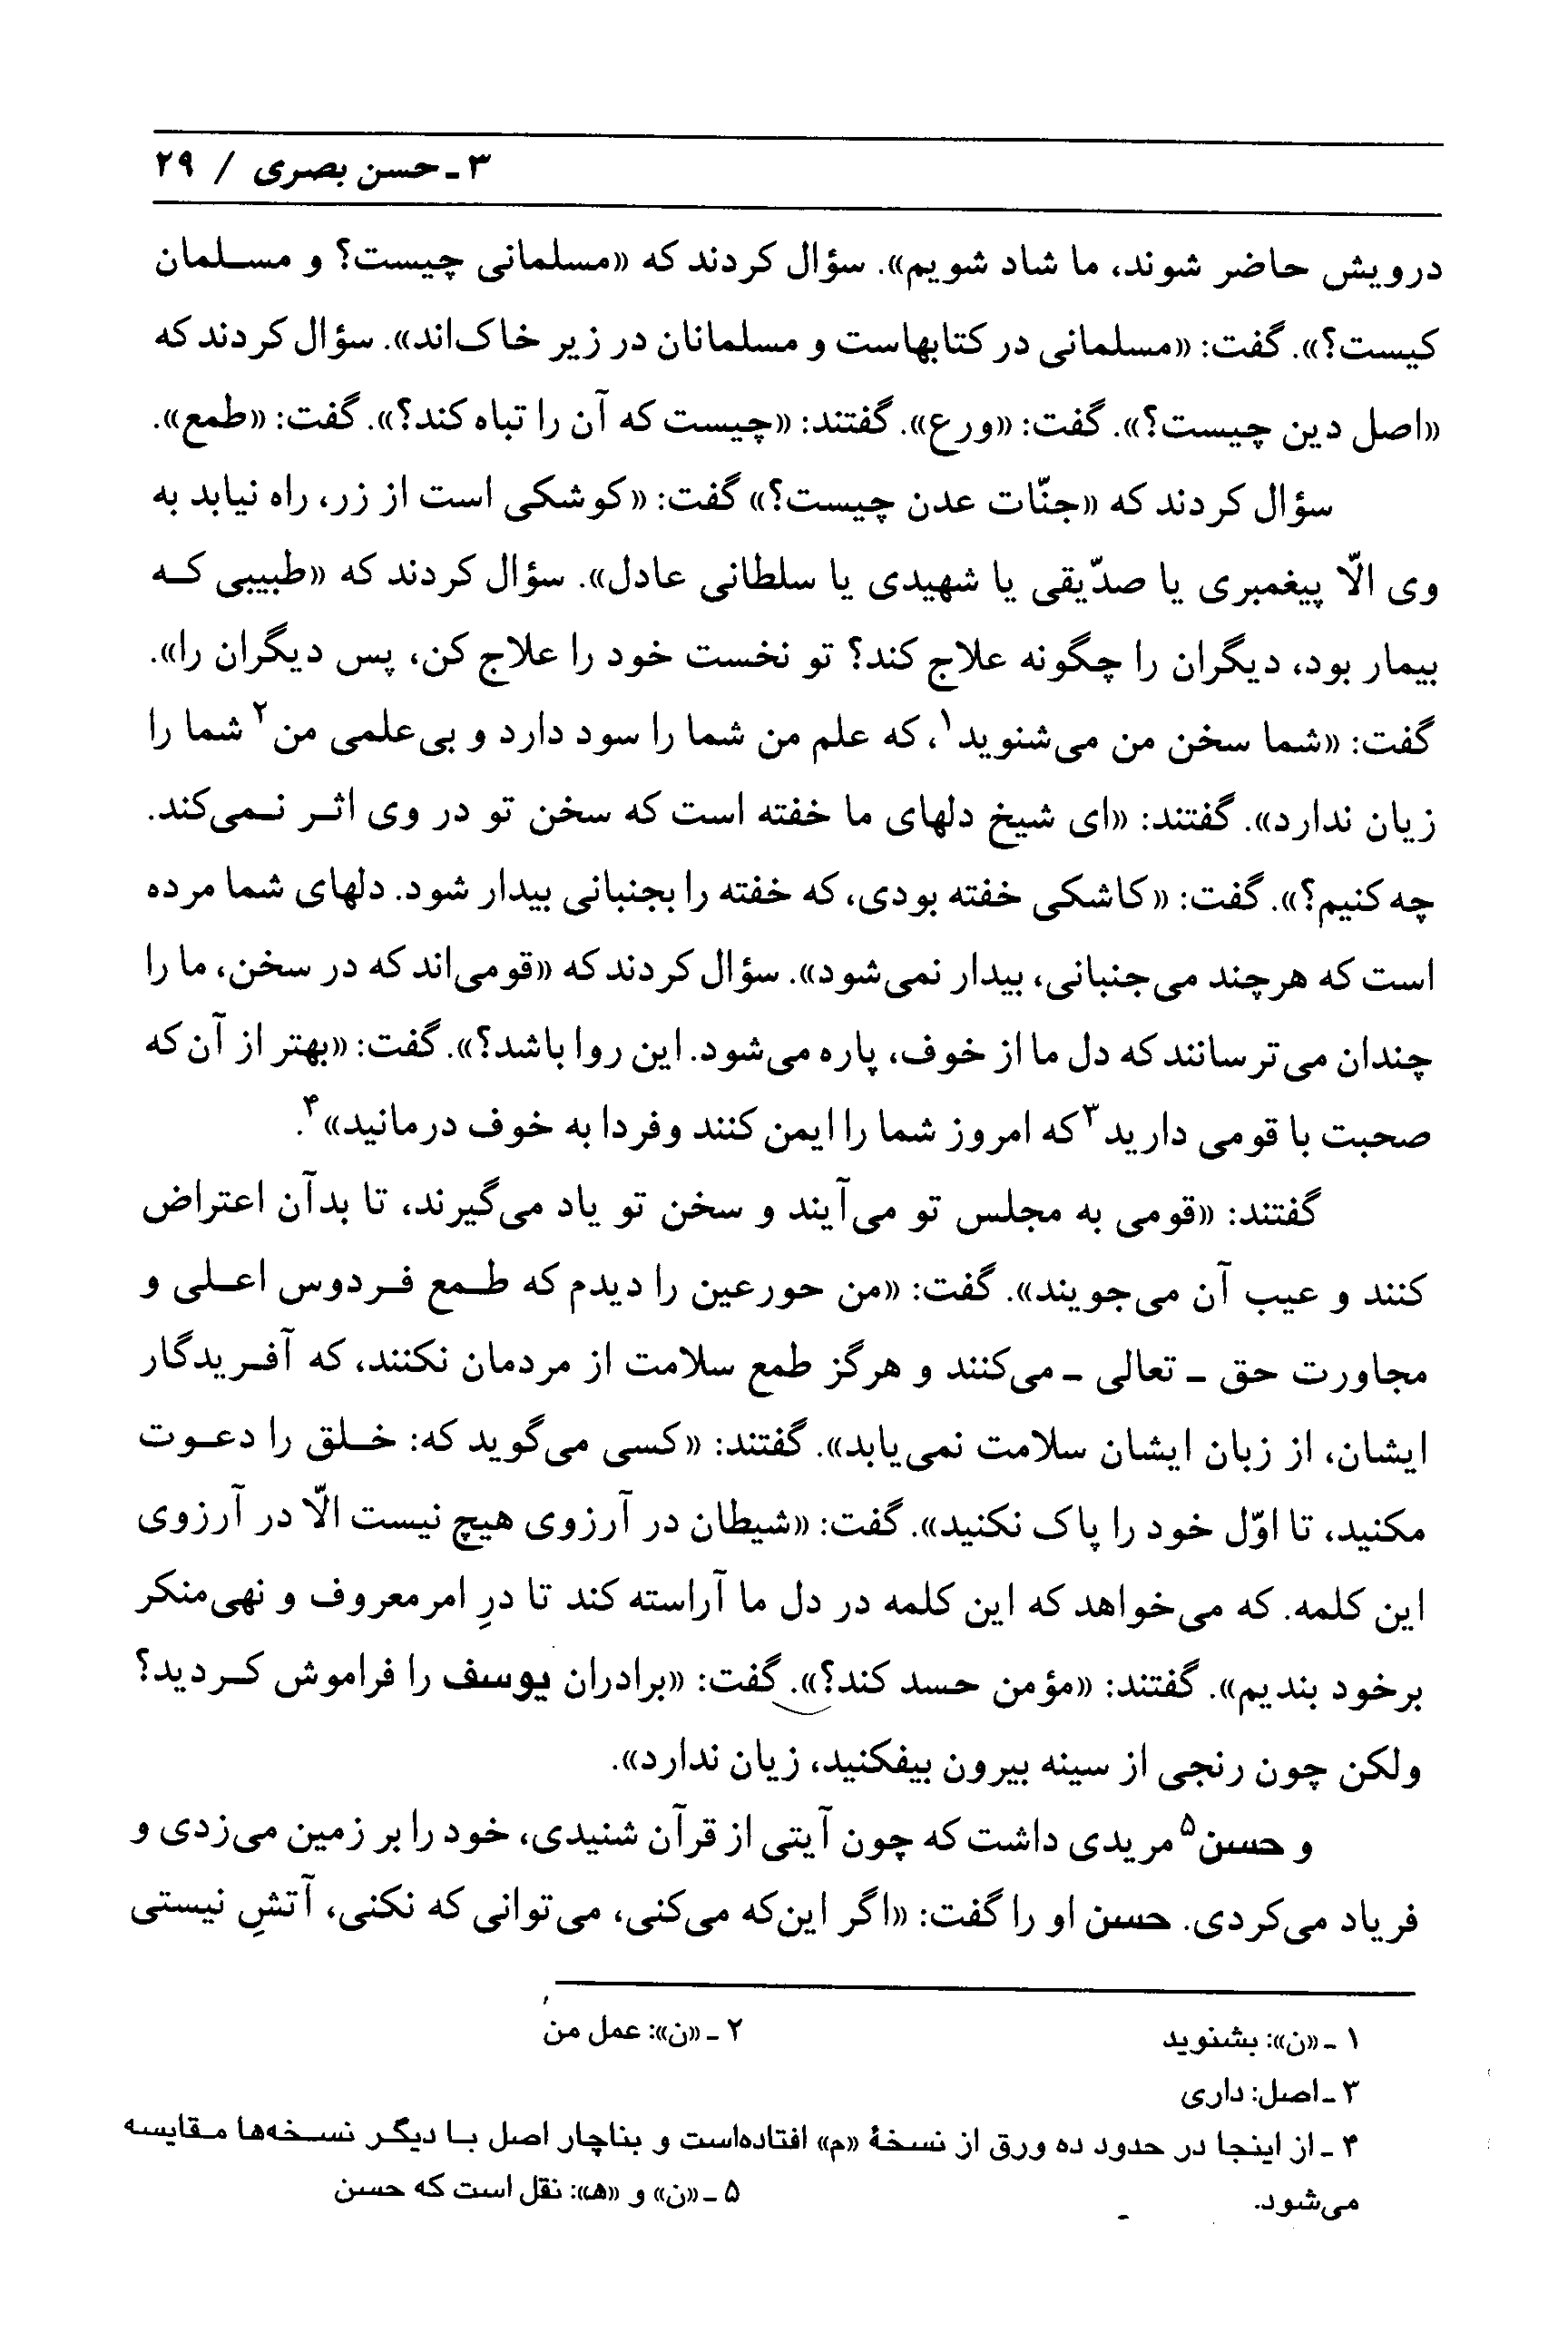 ۳ ـ حسن بصری / ۲۹
درویش حاضر شوند، ما شاد شویم». سؤال کردند که «مسلمانی چیست؟ و مسلمان
کیست؟». گفت: «مسلمانی در کتابهاست و مسلمانان در زیر خاک‌اند». سؤال کردند که
«اصل دین چیست؟». گفت: «ورع». گفتند: «چیست که آن را تباه کند؟». گفت: «طمع».
سؤال کردند که «جنّات عدن چیست؟» گفت: «کوشکی است از زر، راه نیابد به
وی الّا پیغمبری یا صدّیقی یا شهیدی یا سلطانی عادل». سؤال کردند که «طبیبی که
بیمار بود، دیگران را چگونه علاج کند؟ تو نخست خود را علاج کن، پس دیگران را».
گفت: «شما سخن من می‌شنوید۱، که علم من شما را سود دارد و بی‌علمی من۲ شما را
زیان ندارد». گفتند: «ای شیخ دلهای ما خفته است که سخن تو در وی اثر نمی‌کند.
چه کنیم؟». گفت: «کاشکی خفته بودی، که خفته را بجنبانی بیدار شود. دلهای شما مرده
است که هرچند می‌جنبانی، بیدار نمی‌شود». سؤال کردند که «قومی‌اند که در سخن، ما را
چندان می‌ترسانند که دل ما از خوف، پاره می‌شود. این روا باشد؟». گفت: «بهتر از آن که
صحبت با قومی دارید۳ که امروز شما را ایمن کنند وفردا به خوف درمانید»۴.
گفتند: «قومی به مجلس تو می‌آیند و سخن تو یاد می‌گیرند، تا بدآن اعتراض
کنند و عیب آن می‌جویند». گفت: «من حورعین را دیدم که طمع فردوس اعلی و
مجاورت حق ـ تعالی ـ می‌کنند و هرگز طمع سلامت از مردمان نکنند، که آفریدگار
ایشان، از زبان ایشان سلامت نمی‌یابد». گفتند: «کسی می‌گوید که: خلق را دعوت
مکنید، تا اوّل خود را پاک نکنید». گفت: «شیطان در آرزوی هیچ نیست الّا در آرزوی
این کلمه. که می‌خواهد که این کلمه در دل ما آراسته کند تا درِ امرمعروف و نهی‌منکر
برخود بندیم». گفتند: «مؤمن حسد کند؟». گفت: «برادران یوسف را فراموش کردید؟
ولکن چون رنجی از سینه بیرون بیفکنید، زیان ندارد».
و حسن۵ مریدی داشت که چون آیتی از قرآن شنیدی، خود را بر زمین می‌زدی و
فریاد می‌کردی. حسن او را گفت: «اگر این‌که می‌کنی، می‌توانی که نکنی، آتشِ نیستی
۱ ـ «ن»: بشنوید ۲ ـ «ن»: عمل من
۳ ـ اصل: داری
۴ ـ از اینجا در حدود ده ورق از نسخهٔ «م» افتاده‌است و بناچار اصل با دیگر نسخه‌ها مقایسه
می‌شود. ۵ ـ «ن» و «ه»: نقل است که حسن